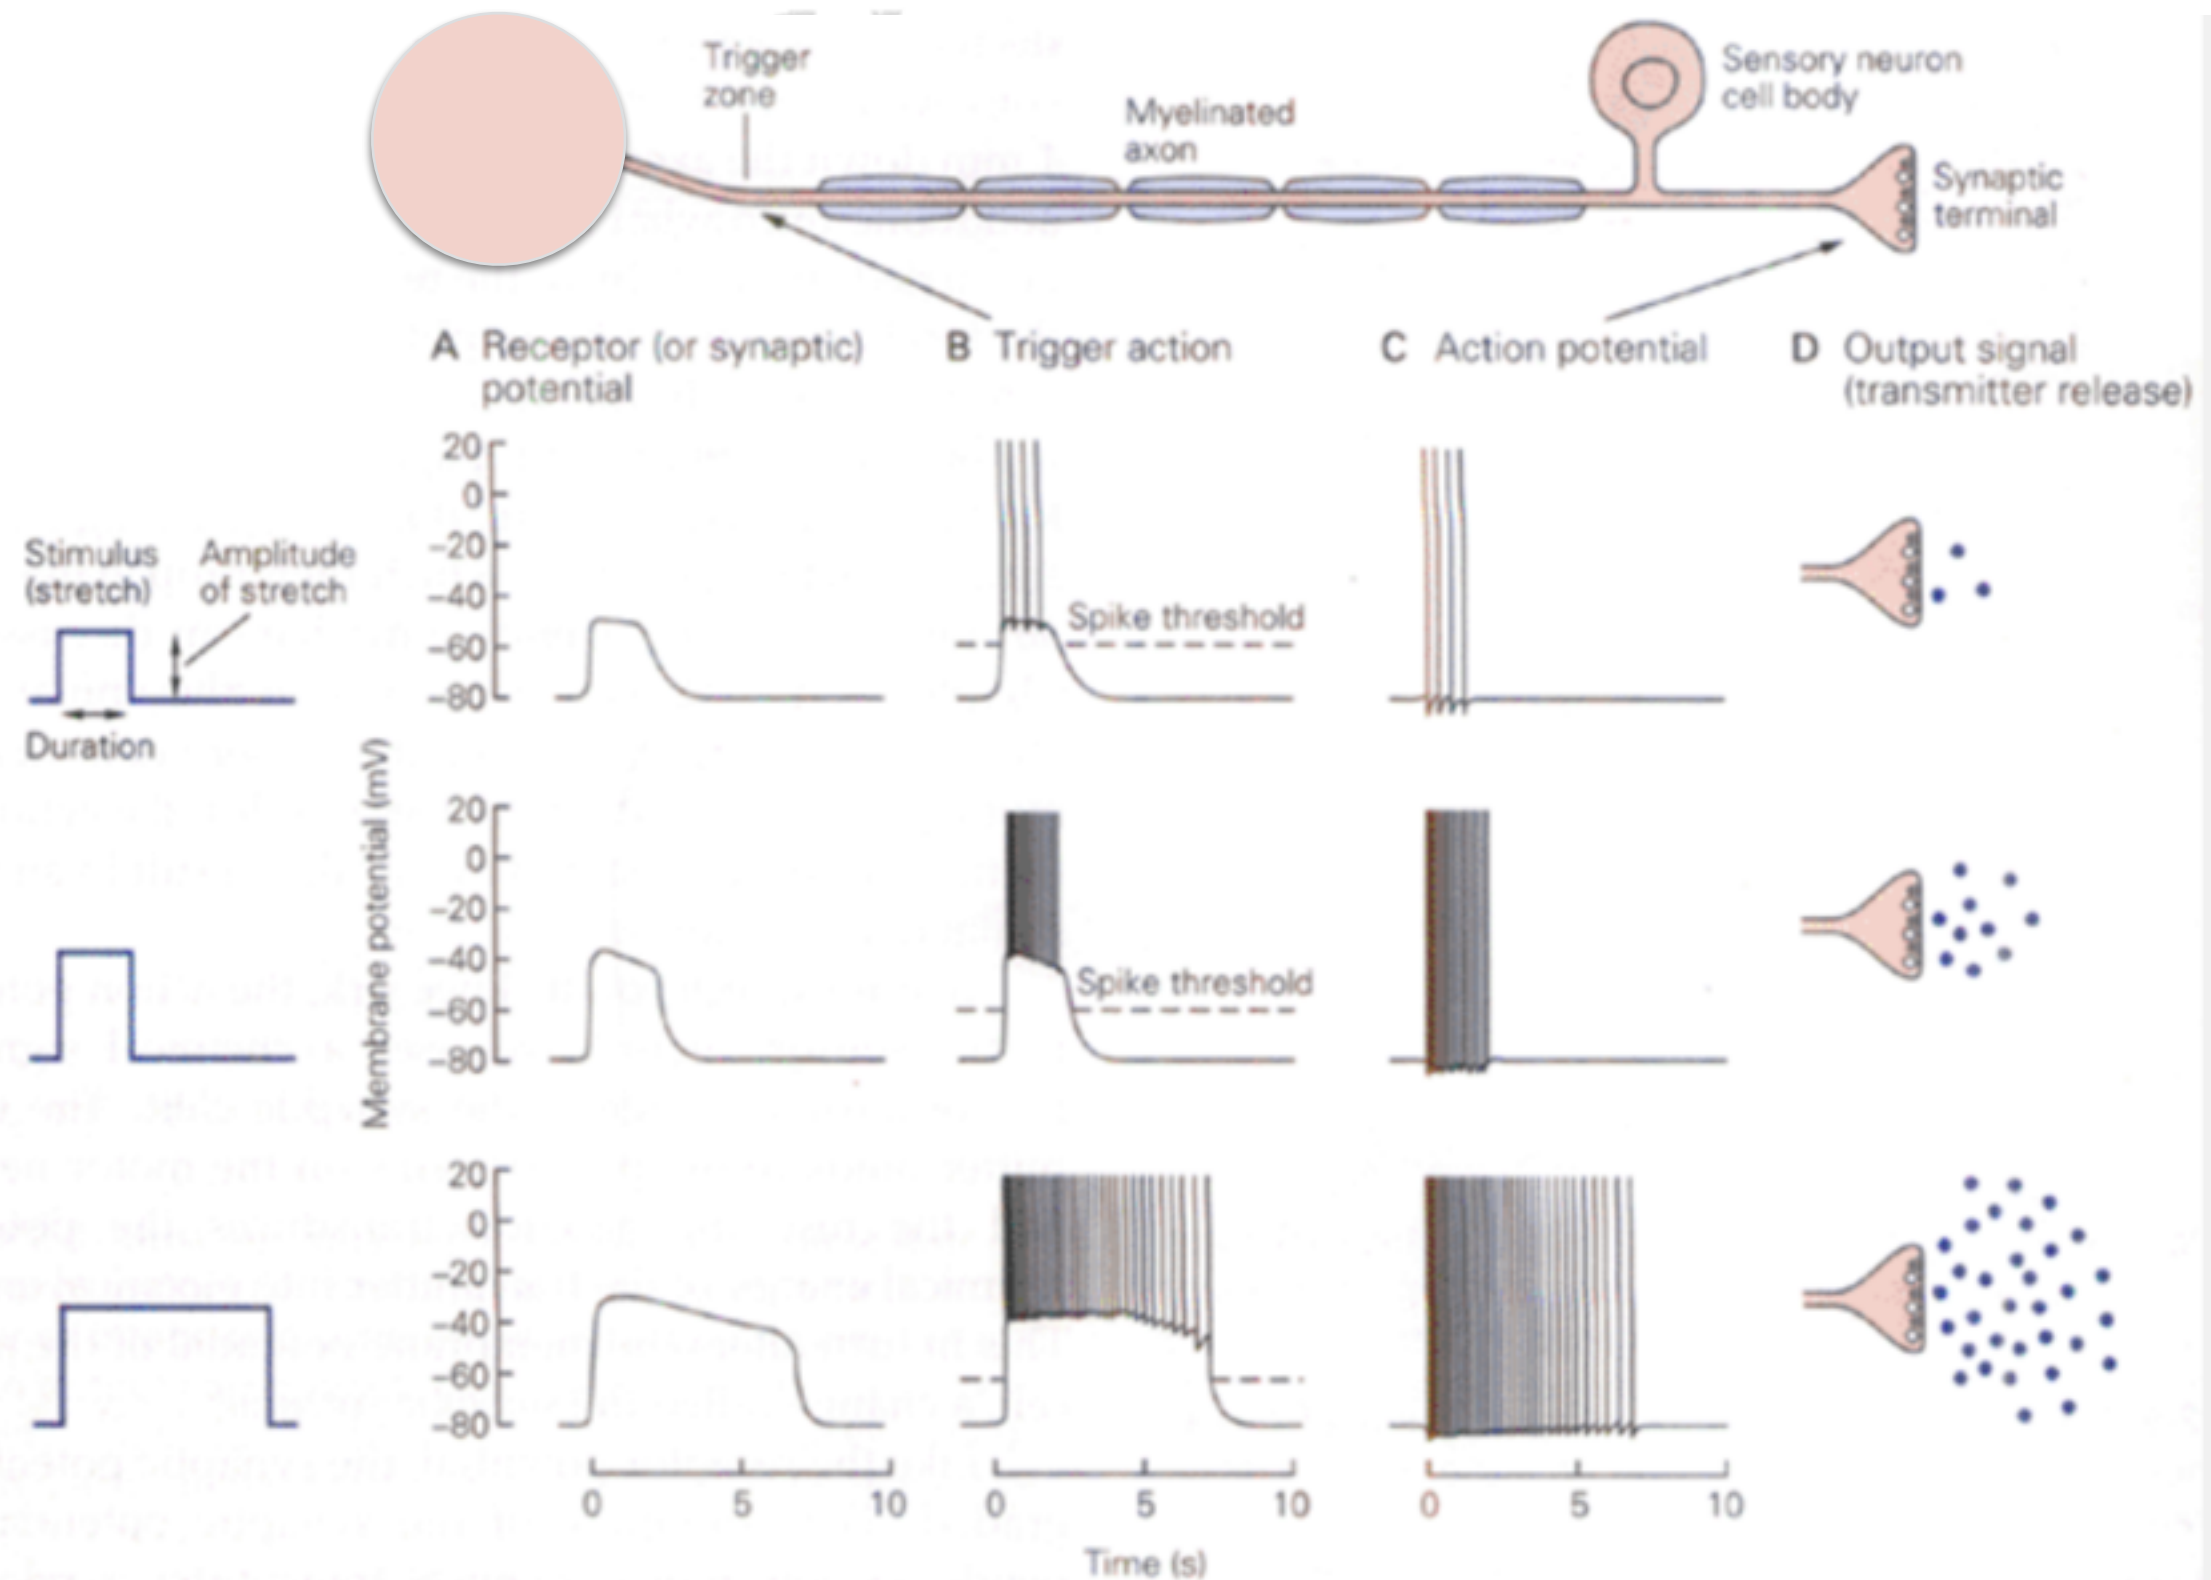 Trigger
zone
Myelinated
axon
Sensory neuron
cell body
Synaptic
terminal
A Receptor (or synaptic)
potential
B Trigger action
C Action potential
D Output signal
(transmitter release)
Stimulus
(stretch)
Amplitude
of stretch
Duration
Membrane potential (mV)
20
0
−20
−40
−60
−80
Spike threshold
20
0
−20
−40
−60
−80
Spike threshold
20
0
−20
−40
−60
−80
0 5 10
0 5 10
0 5 10
Time (s)